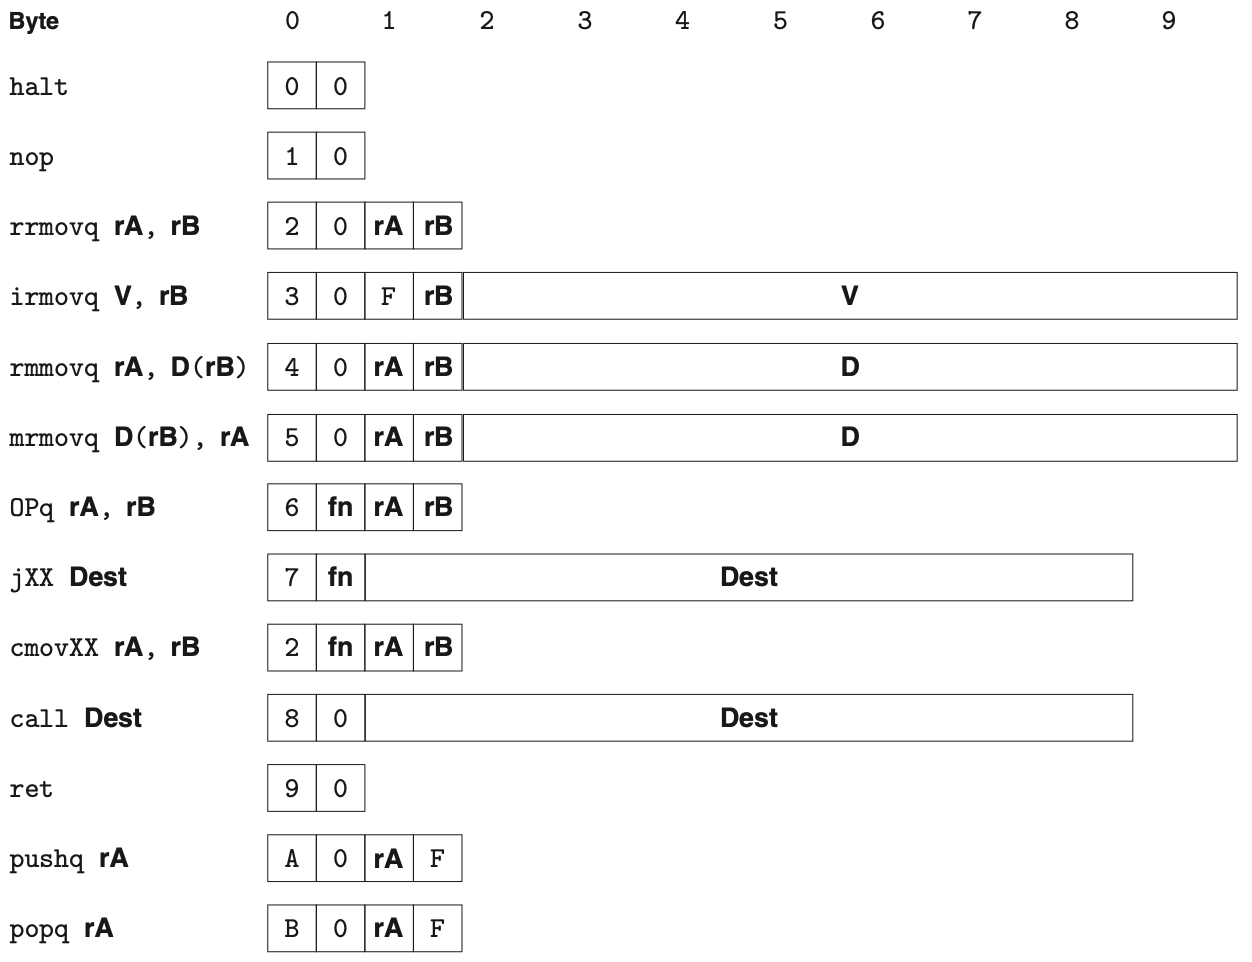 Byte 0 1 2 3 4 5 6 7 8 9
halt 0 0
nop 1 0
rrmovq rA, rB 2 0 rA rB
irmovq V, rB 3 0 F rB V
rmmovq rA, D(rB) 4 0 rA rB D
mrmovq D(rB), rA 5 0 rA rB D
OPq rA, rB 6 fn rA rB
jXX Dest 7 fn Dest
cmovXX rA, rB 2 fn rA rB
call Dest 8 0 Dest
ret 9 0
pushq rA A 0 rA F
popq rA B 0 rA F